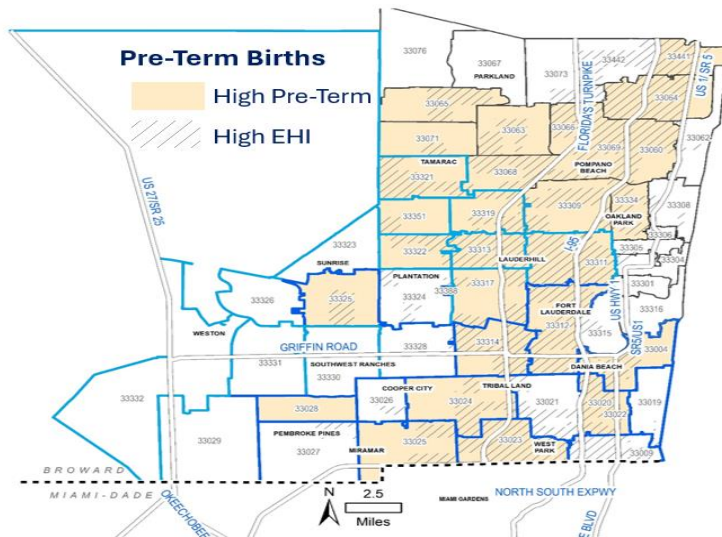 Pre-Term Births
High Pre-Term
High EHI
33076
33067
PARKLAND
33073
33442
33441
US 1/ SR 5
FLORIDA'S TURNPIKE
33065
33064
33063
33066
33071
33069
33060
33062
TAMARAC
33321
33068
POMPANO
BEACH
US 27/SR 25
33351
33319
33309
33334
33308
OAKLAND
PARK
33306
33305
33304
I-95
33323
SUNRISE
33322
33313
LAUDERHILL
33311
PLANTATION
33388
33324
33317
33301
33316
US HWY 1
33326
33325
FORT
LAUDERDALE
33312
33315
SR5/US1
WESTON
GRIFFIN ROAD
33331
33328
33314
33004
SOUTHWEST RANCHES
33330
DANIA BEACH
33332
COOPER CITY
TRIBAL LAND
33026
33024
33021
33020
33019
33022
33028
33029
PEMBROKE PINES
33027
33025
33023
WEST
PARK
33009
MIRAMAR
BROWARD
MIAMI-DADE
N
2.5
Miles
MIAMI GARDENS
NORTH SOUTH EXPWY
OKEECHOBEE
E BLVD